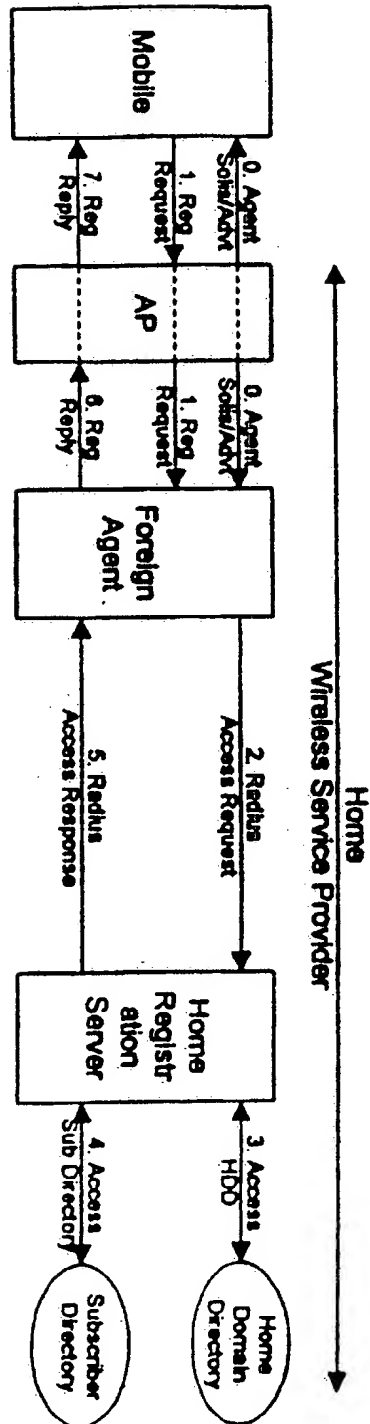 Home
Wireless Service Provider
Mobile
0. Agent
Solis/Advt
1. Reg
Request
7. Reg
Reply
AP
0. Agent
Solis/Advt
1. Reg
Request
6. Reg
Reply
Foreign
Agent.
2. Radius
Access Request
5. Radius
Access Response
Home
Registr
ation
Server
3. Access
HDD
4. Access
Sub Directory
Home
Domain
Directory
Subscriber
Directory